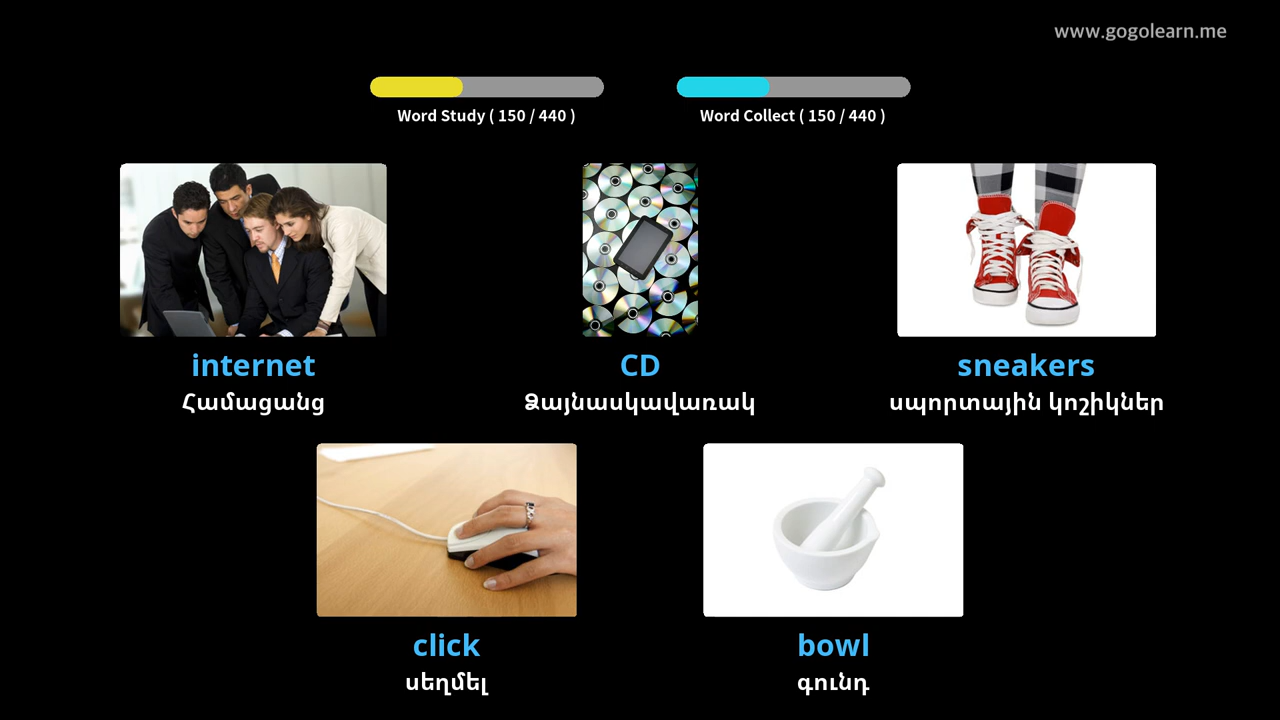 www.gogolearn.me
Word Study ( 150 / 440 )
Word Collect ( 150 / 440 )
internet
Համացանց
CD
Ձայնասկավառակ
sneakers
սպորտային կոշիկներ
click
սեղմել
bowl
գունդ